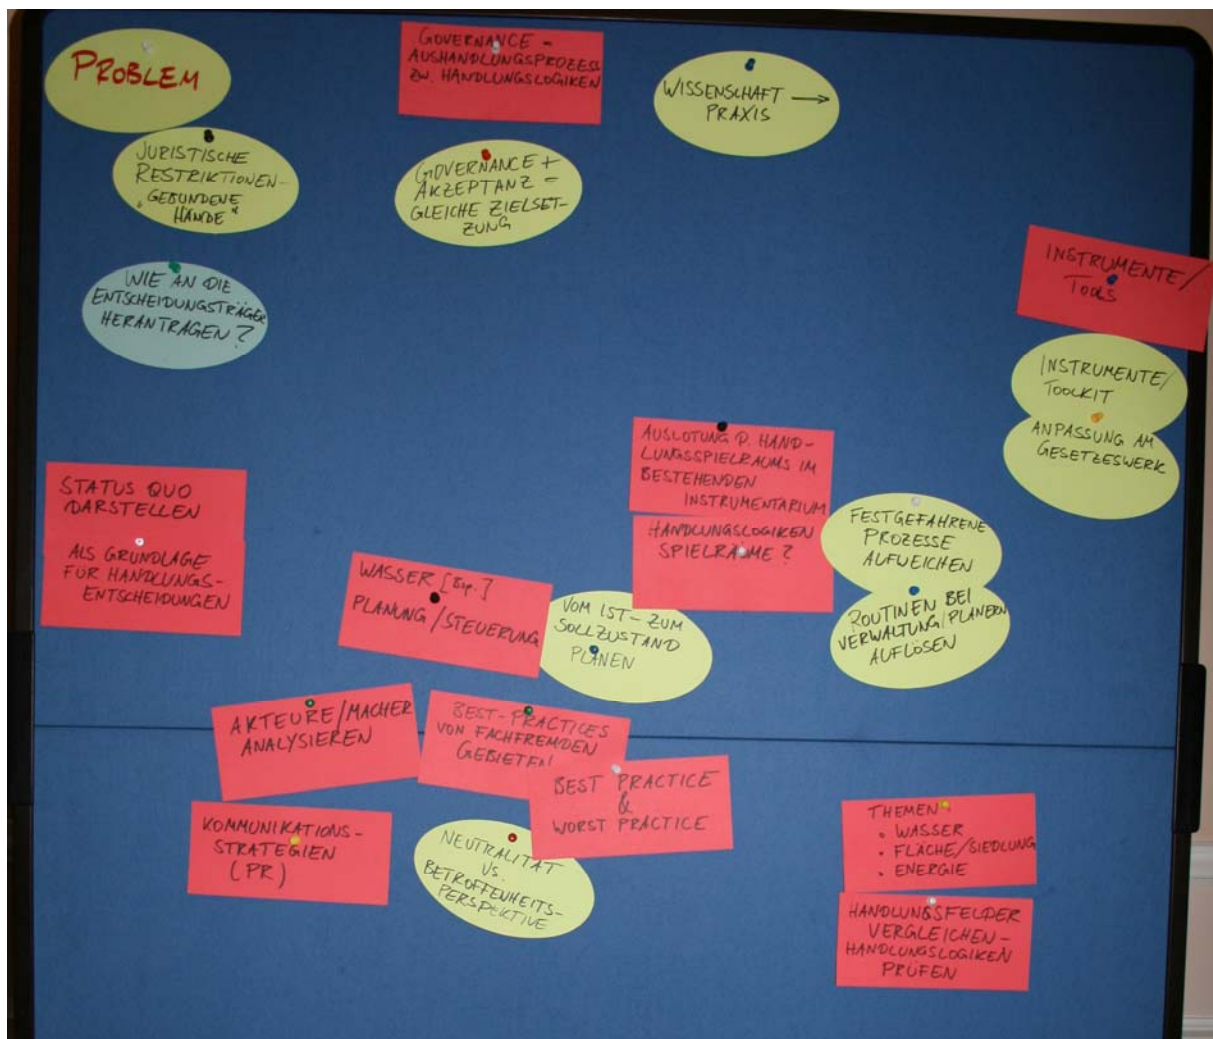 PROBLEM
JURISTISCHE
RESTRIKTIONEN-
„GEBUNDENE
HÄNDE"
WIE AN DIE
ENTSCHEIDUNGSTRÄGER
HERANTRAGEN?
GOVERNANCE -
AUSHANDLUNGSPROZESS
ZW. HANDLUNGSLOGIKEN
GOVERNANCE +
AKZEPTANZ =
GLEICHE ZIELSET-
ZUNG
WISSENSCHAFT →
PRAXIS
INSTRUMENTE/
TOOLS
INSTRUMENTE/
TOOLKIT
ANPASSUNG AM
GESETZESWERK
STATUS QUO
DARSTELLEN
ALS GRUNDLAGE
FÜR HANDLUNGS-
ENTSCHEIDUNGEN
WASSER [Bsp.]
PLANUNG/STEUERUNG
VOM IST- ZUM
SOLLZUSTAND
PLANEN
AUSLOTUNG D. HAND-
LUNGSSPIELRAUMS IM
BESTEHENDEN
INSTRUMENTARIUM
HANDLUNGSLOGIKEN
SPIELRÄUME?
FESTGEFAHRENE
PROZESSE
AUFWEICHEN
ROUTINEN BEI
VERWALTUNG/PLANERN
AUFLÖSEN
AKTEURE/MACHER
ANALYSIEREN
BEST-PRACTICES
VON FACHFREMDEN
GEBIETEN
BEST PRACTICE
&
WORST PRACTICE
KOMMUNIKATIONS-
STRATEGIEN
(PR)
NEUTRALITÄT
VS.
BETROFFENHEITS-
PERSPEKTIVE
THEMEN
• WASSER
• FLÄCHE/SIEDLUNG
• ENERGIE
HANDLUNGSFELDER
VERGLEICHEN-
HANDLUNGSLOGIKEN
PRÜFEN